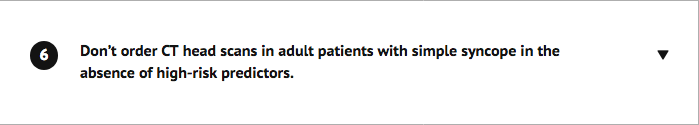 6
Don't order CT head scans in adult patients with simple syncope in the
absence of high-risk predictors.